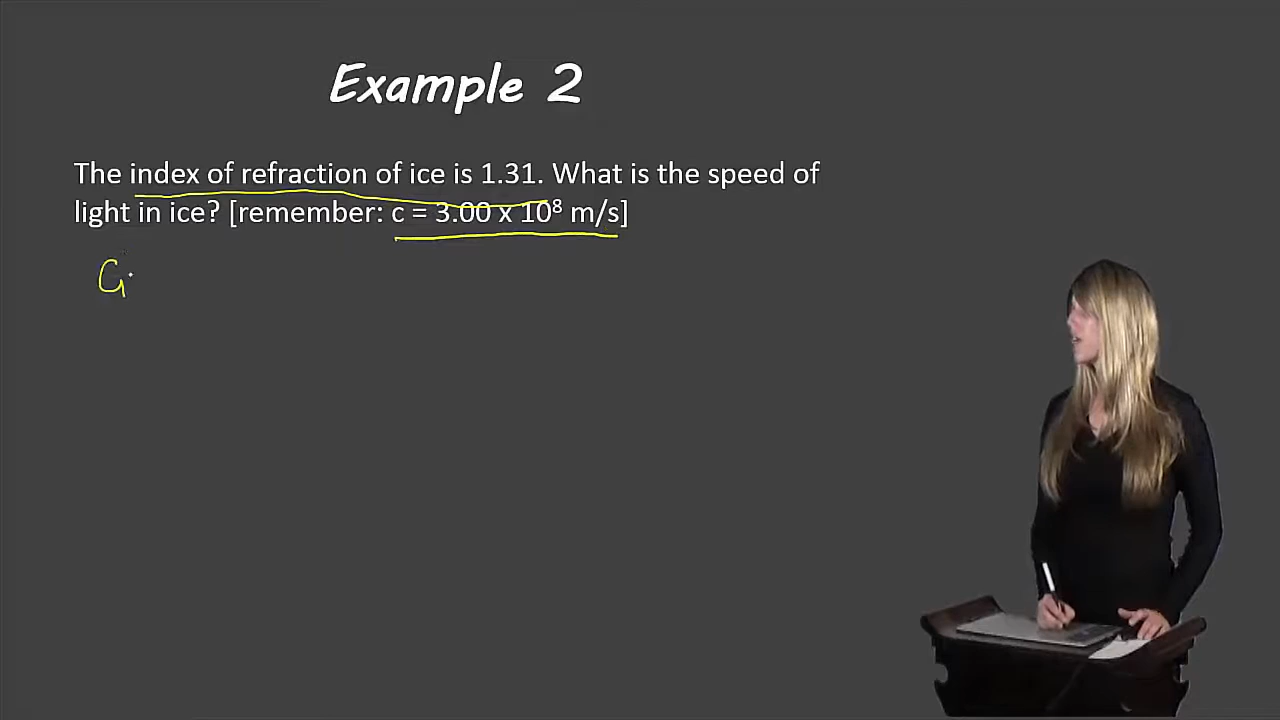 Example 2
The index of refraction of ice is 1.31. What is the speed of
light in ice? [remember: c = 3.00 x 10⁸ m/s]
G